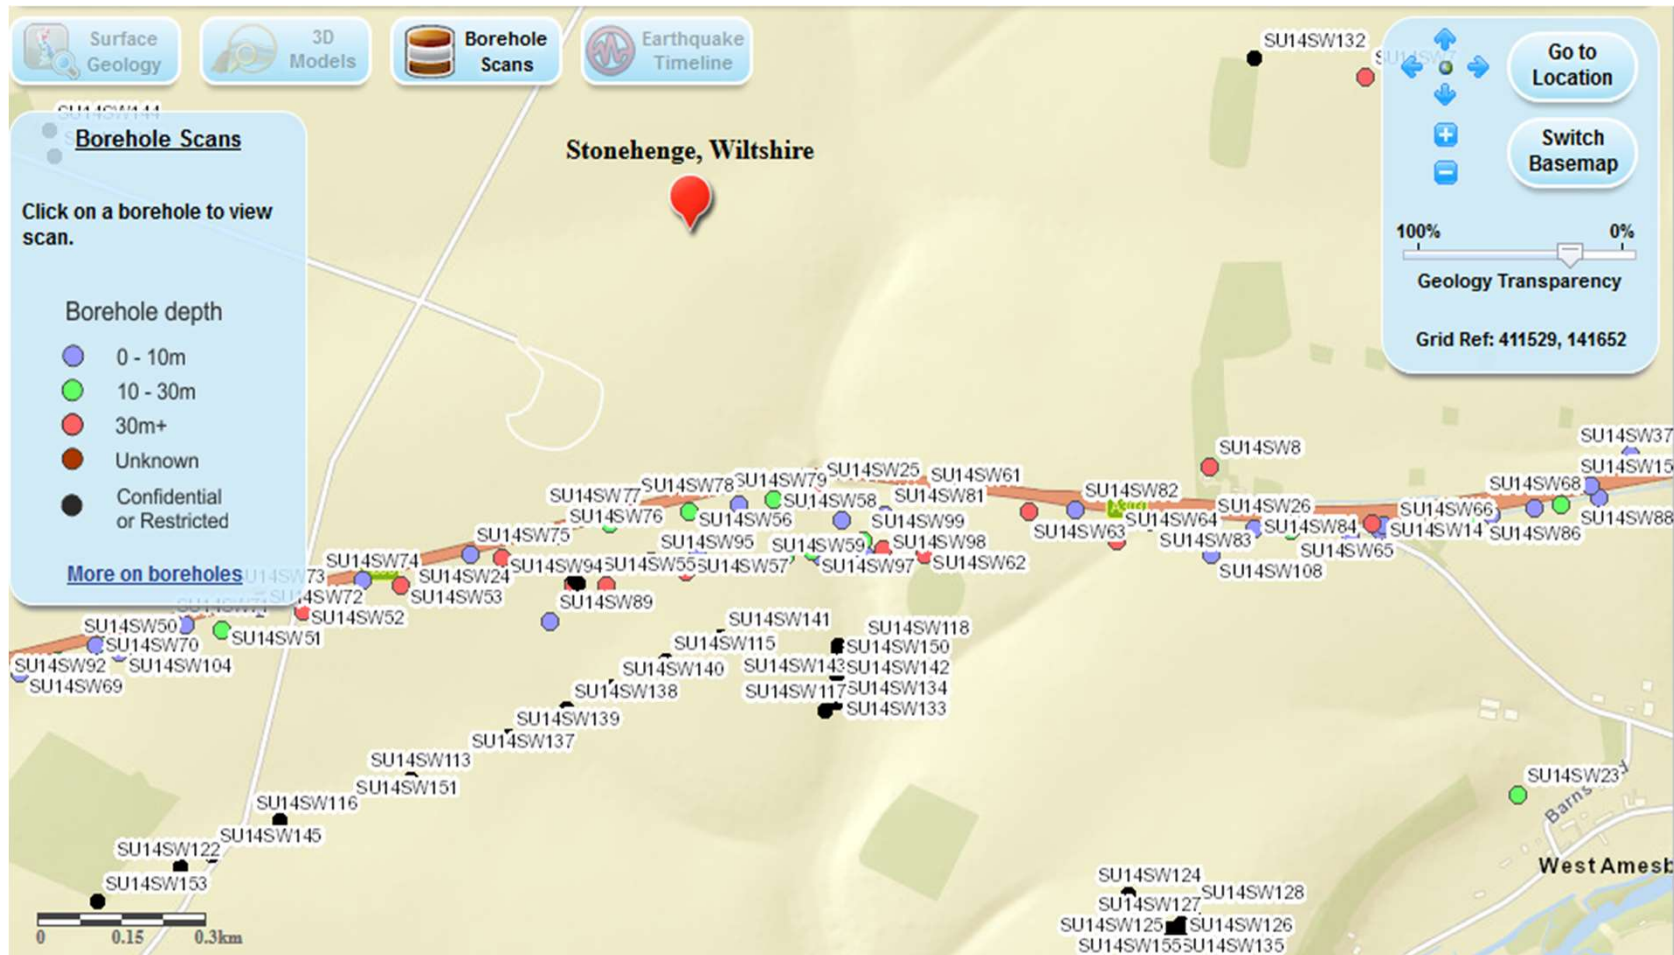 Surface
Geology
3D
Models
Borehole
Scans
Earthquake
Timeline
SU14SW132
Go to
Location
SU14SW144
Borehole Scans
Stonehenge, Wiltshire
Switch
Basemap
Click on a borehole to view
scan.
100% 0%
Geology Transparency
Borehole depth
Grid Ref: 411529, 141652
0 - 10m
10 - 30m
30m+
Unknown
Confidential
or Restricted
More on boreholes
SU14SW37
SU14SW8
SU14SW15
SU14SW25
SU14SW61
SU14SW79
SU14SW78
SU14SW68
SU14SW82
SU14SW77
SU14SW58
SU14SW81
SU14SW26
SU14SW66
SU14SW76
SU14SW56
SU14SW99
SU14SW64
SU14SW88
SU14SW63
SU14SW84
SU14SW14
SU14SW86
SU14SW75
SU14SW95
SU14SW59
SU14SW98
SU14SW83
SU14SW65
SU14SW74
SU14SW94
SU14SW55
SU14SW57
SU14SW97
SU14SW62
SU14SW108
SU14SW24
SU14SW72
SU14SW53
SU14SW89
SU14SW52
SU14SW50
SU14SW51
SU14SW70
SU14SW92
SU14SW104
SU14SW69
SU14SW141
SU14SW118
SU14SW115
SU14SW150
SU14SW140
SU14SW143
SU14SW142
SU14SW138
SU14SW117
SU14SW134
SU14SW139
SU14SW133
SU14SW137
SU14SW113
SU14SW151
SU14SW23
SU14SW116
SU14SW145
SU14SW122
SU14SW153
West Amesb
SU14SW124
SU14SW128
SU14SW127
SU14SW125
SU14SW126
SU14SW155
SU14SW135
0 0.15 0.3km